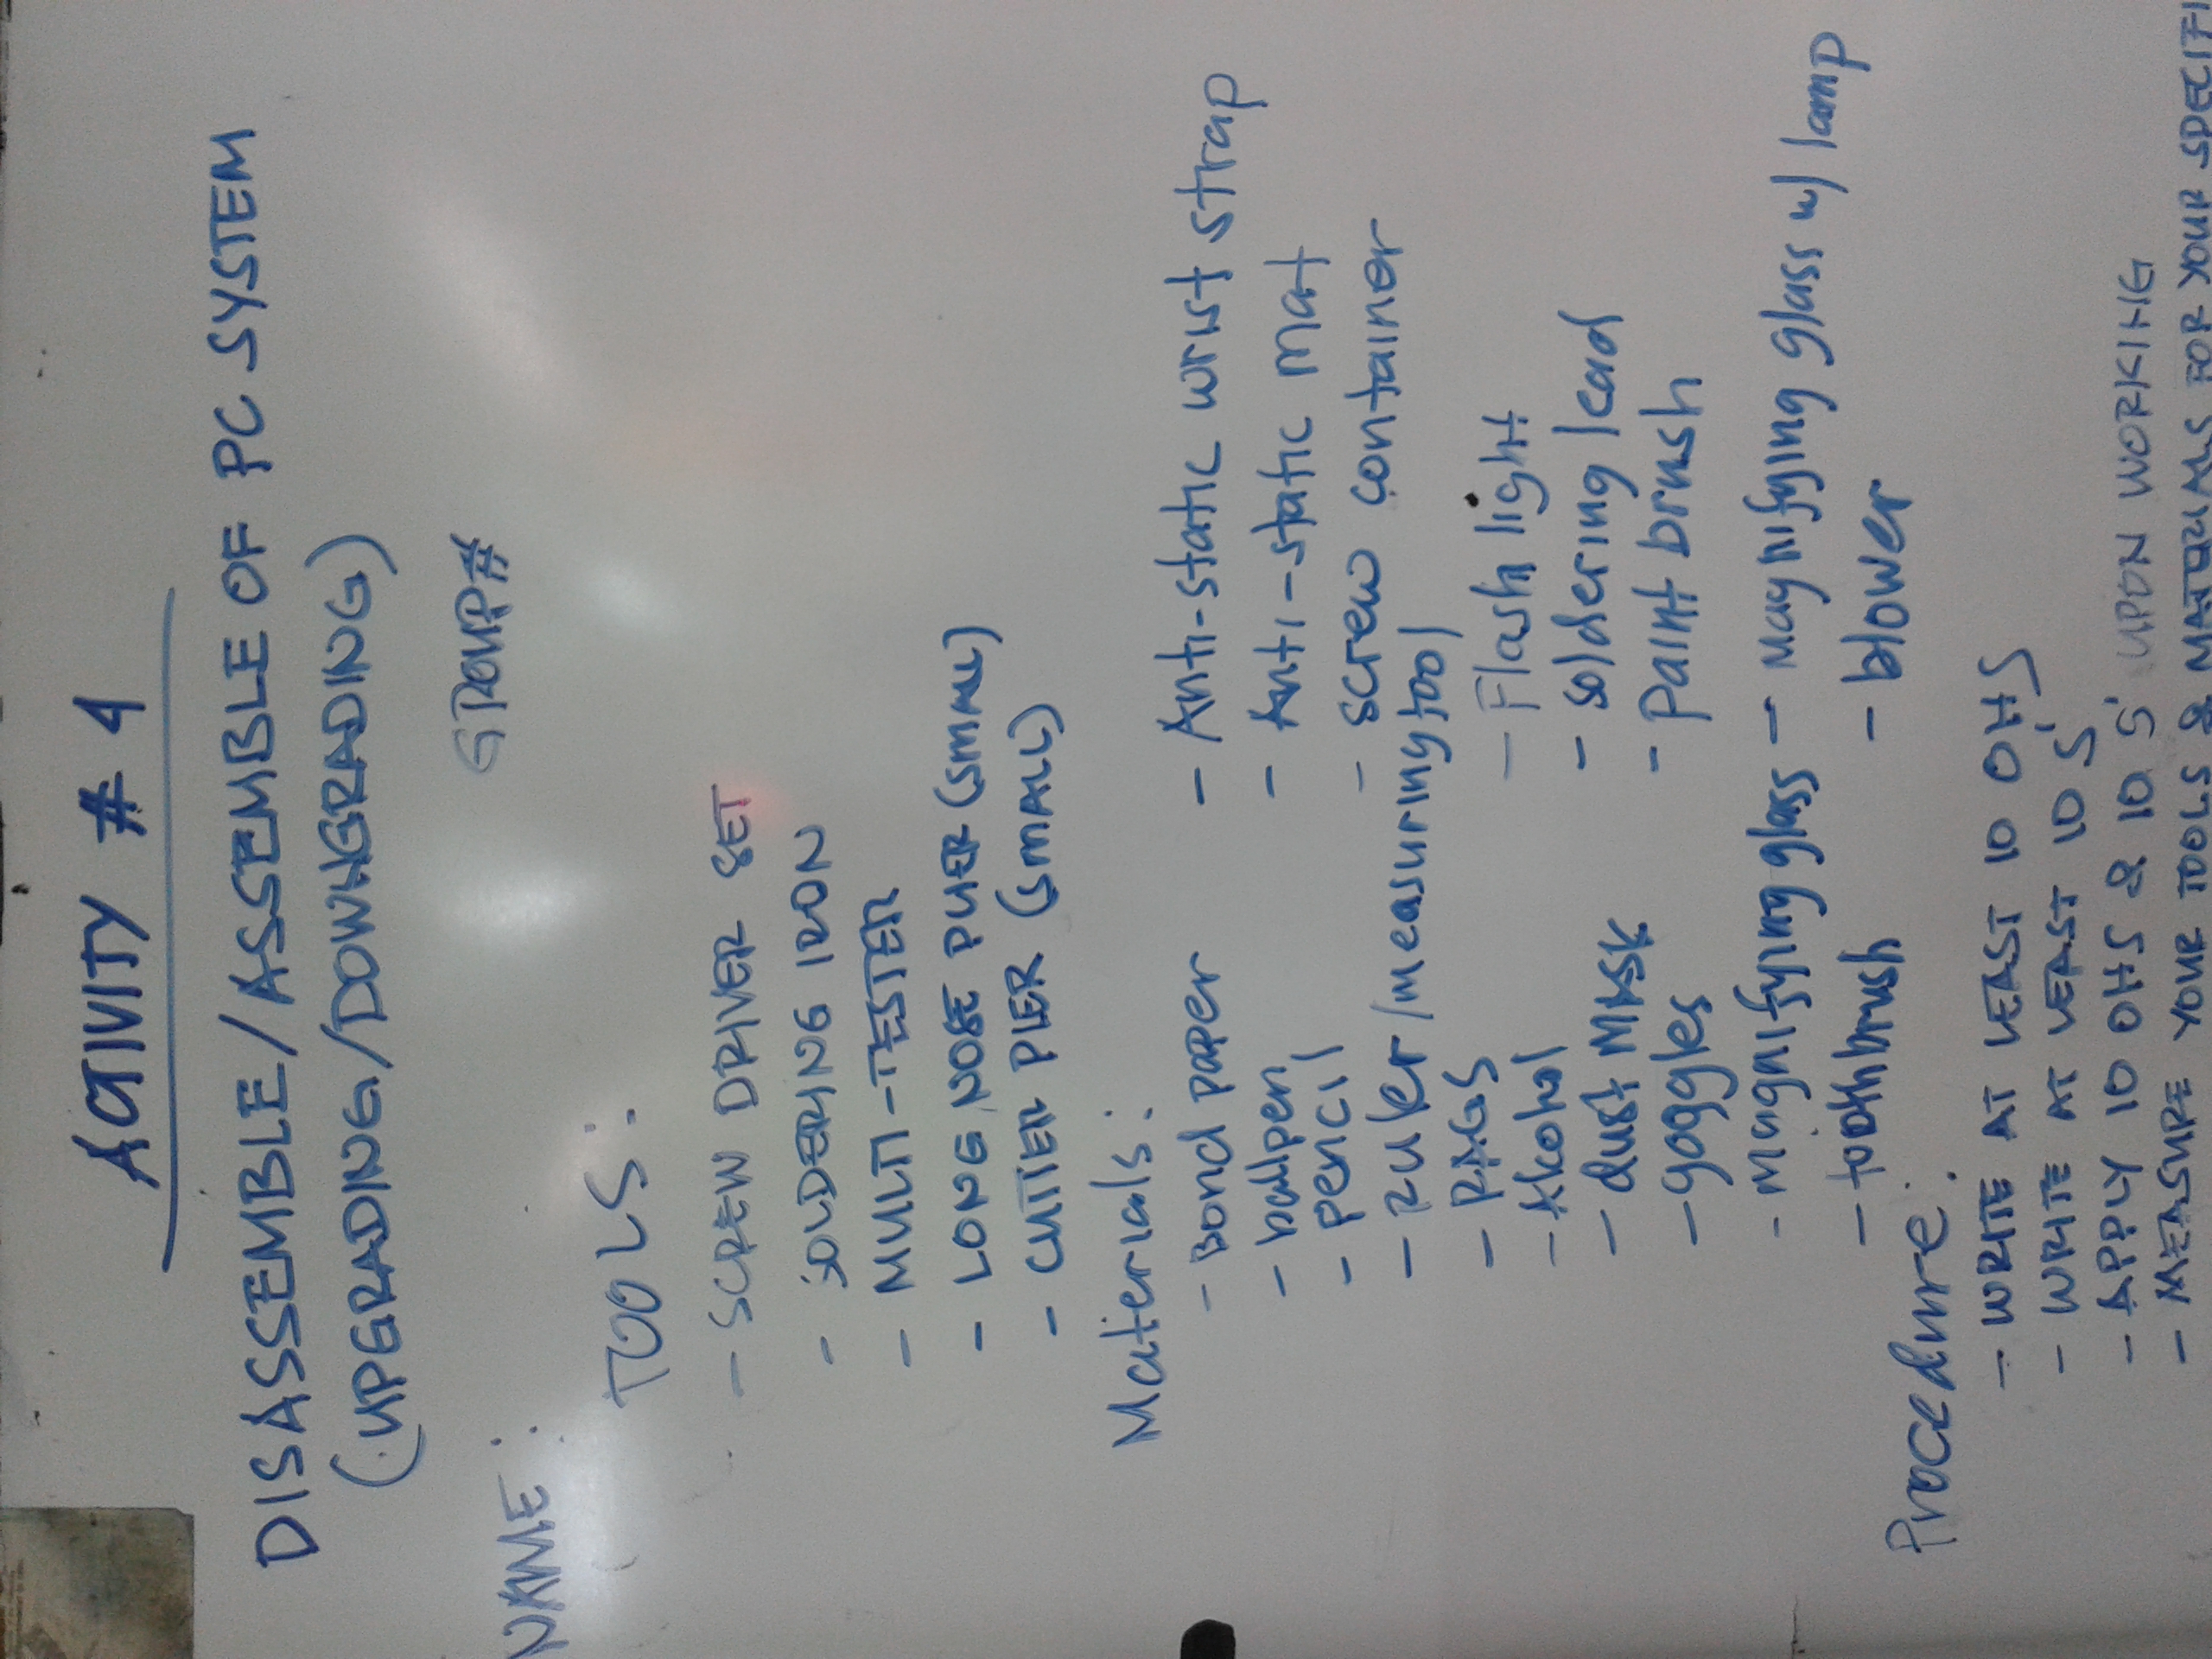 ACTIVITY # 4
DISASSEMBLE/ASSEMBLE OF PC SYSTEM
(UPGRADING/DOWNGRADING)
GROUP#
NAME:
TOOLS:
- SCREW DRIVER SET
- SOLDERING IRON
- MULTI-TESTER
- LONG NOSE PLIER (SMALL)
- CUTTER PLER (SMALL)
Materials:
- Bond paper
- ballpen
- pencil
- Ruler/measuring tool
- RAGS
- Alkohol
- dust MASK
- goggles
- Magnifying glass
- toothbrush
- Anti-static wrist strap
- Anti-static mat
- screw container
- Flash light
- soldering lead
- paint brush
- Magnifying glass w/ lamp
- blower
Procedure:
- WRITE AT LEAST 10 OHS
- WRITE AT LEAST 10 S'
- APPLY 10 OHS & 10 S' UPON WORKING
- MEASURE YOUR TOOLS & MATERIALS FOR YOUR SPECIFI